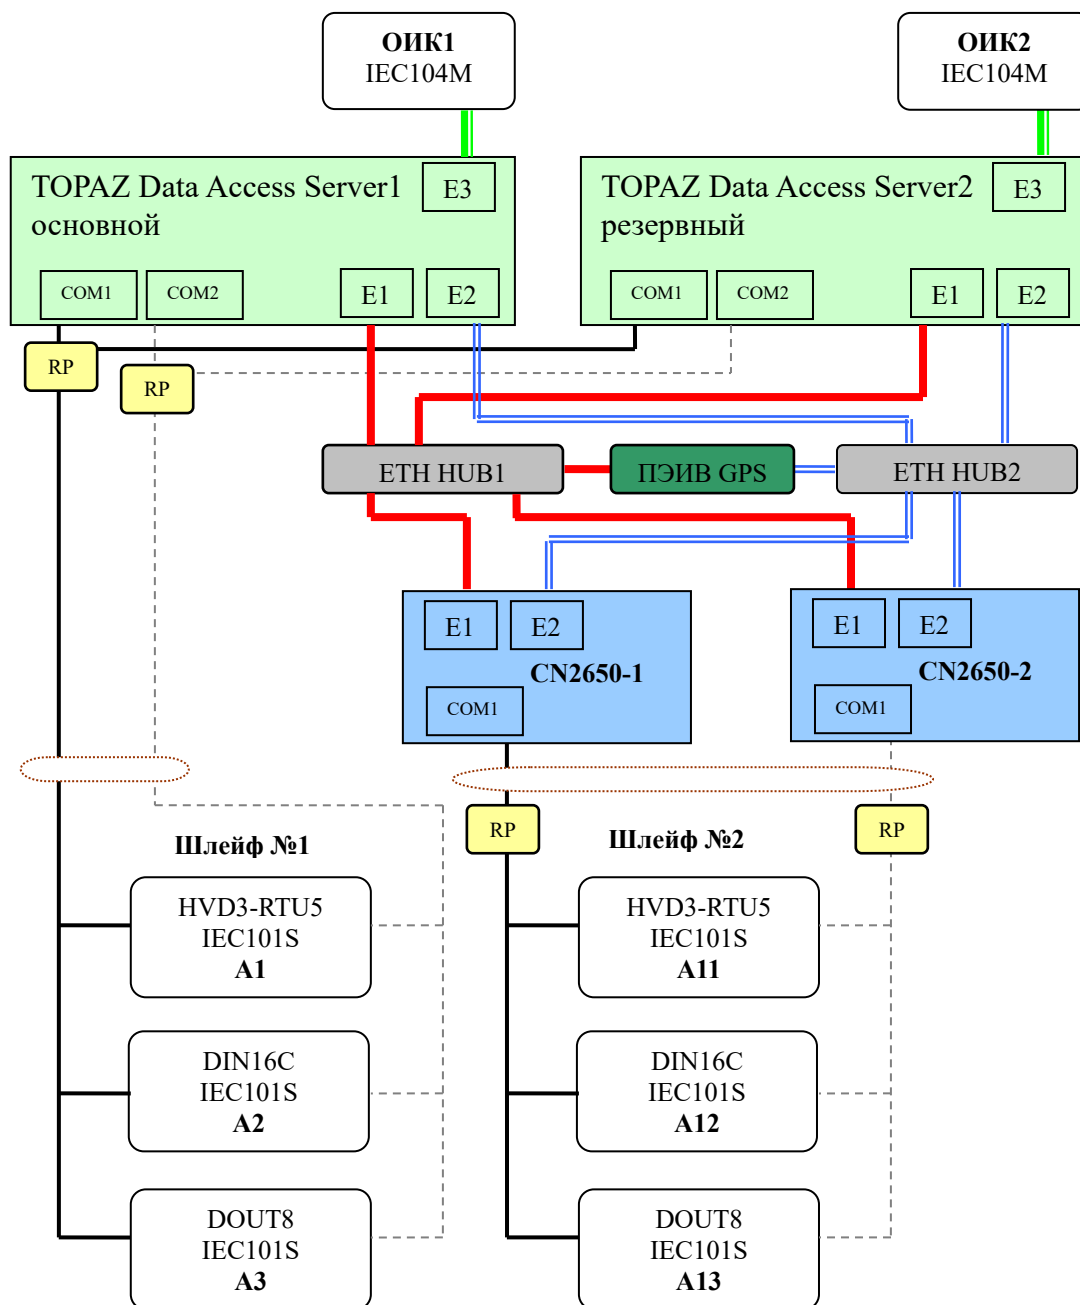 ОИК1
IEC104M
ОИК2
IEC104M
TOPAZ Data Access Server1
основной
E3
COM1
COM2
E1
E2
TOPAZ Data Access Server2
резервный
E3
COM1
COM2
E1
E2
RP
RP
ETH HUB1
ПЭИВ GPS
ETH HUB2
E1
E2
CN2650-1
COM1
E1
E2
CN2650-2
COM1
RP
RP
Шлейф №1
Шлейф №2
HVD3-RTU5
IEC101S
A1
HVD3-RTU5
IEC101S
A11
DIN16C
IEC101S
A2
DIN16C
IEC101S
A12
DOUT8
IEC101S
A3
DOUT8
IEC101S
A13